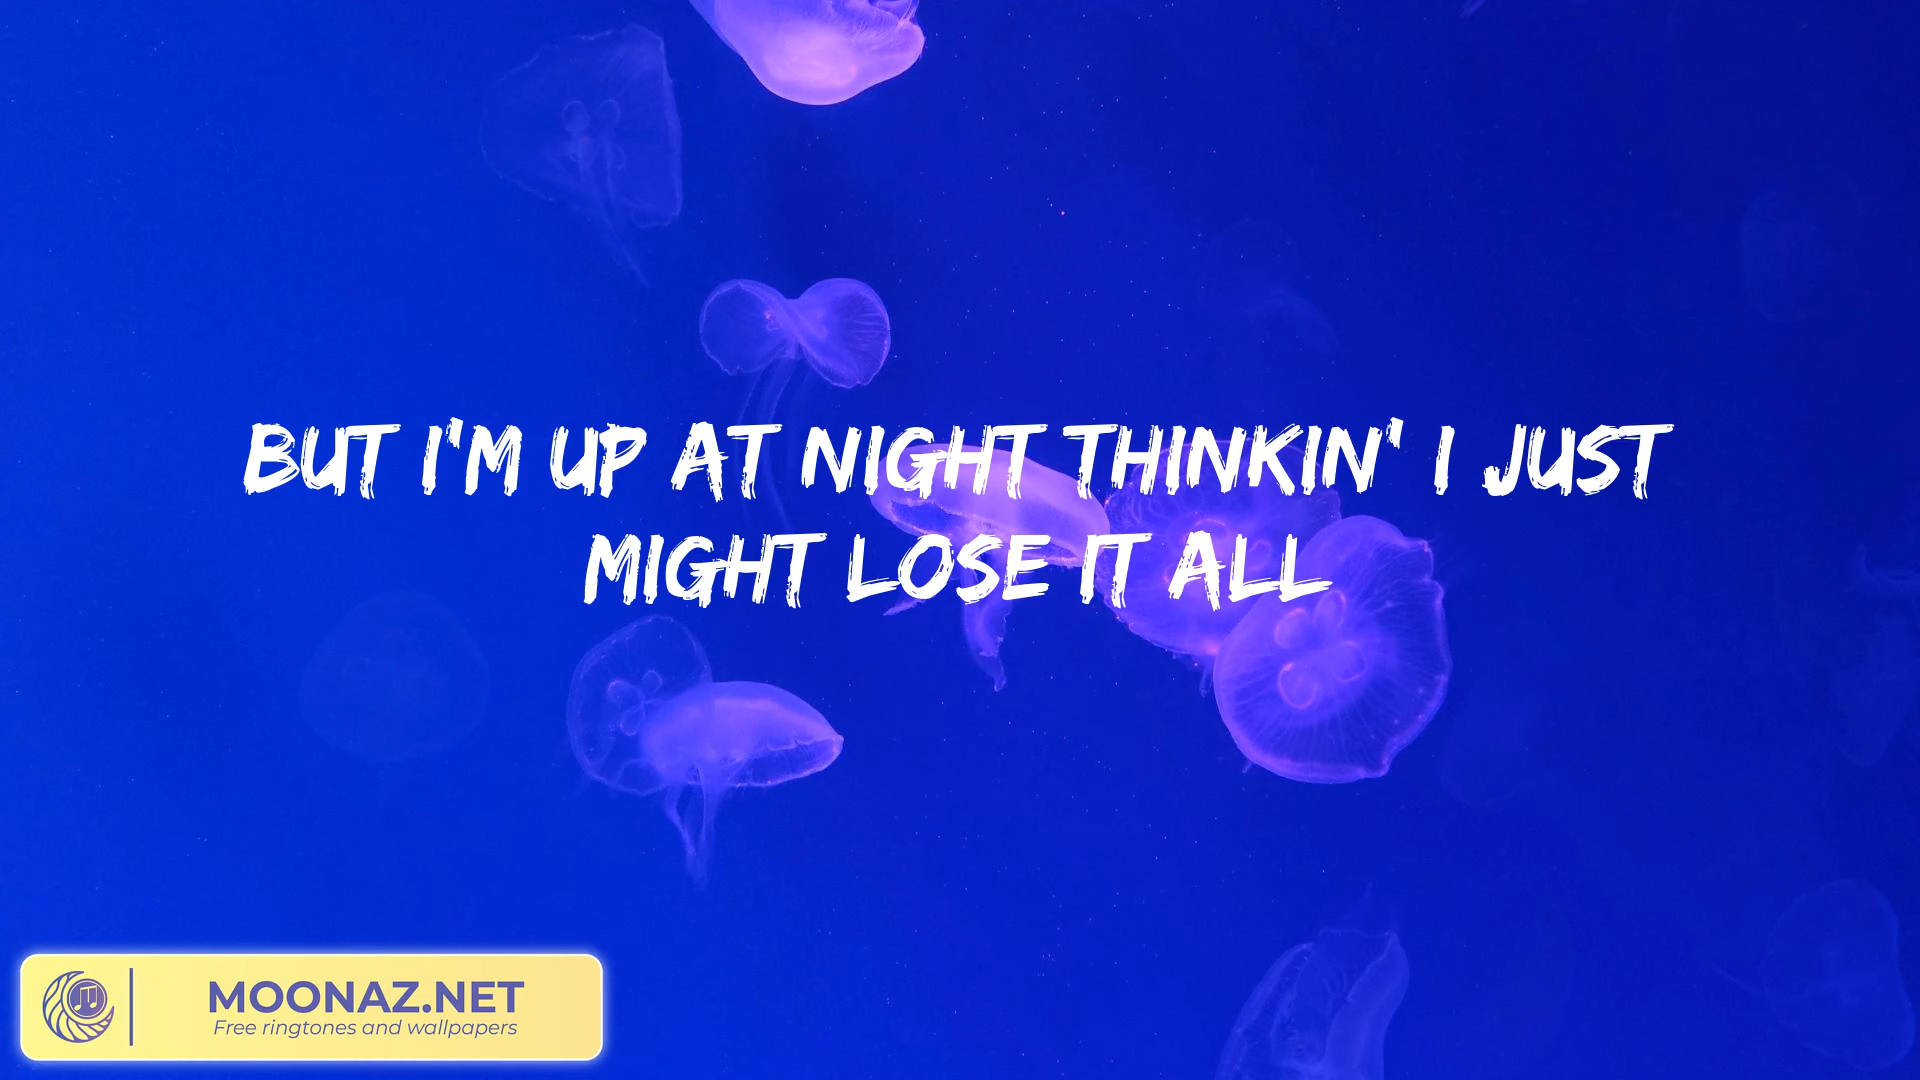 BUT I'M UP AT NIGHT THINKIN' I JUST
MIGHT LOSE IT ALL
MOONAZ.NET
Free ringtones and wallpapers